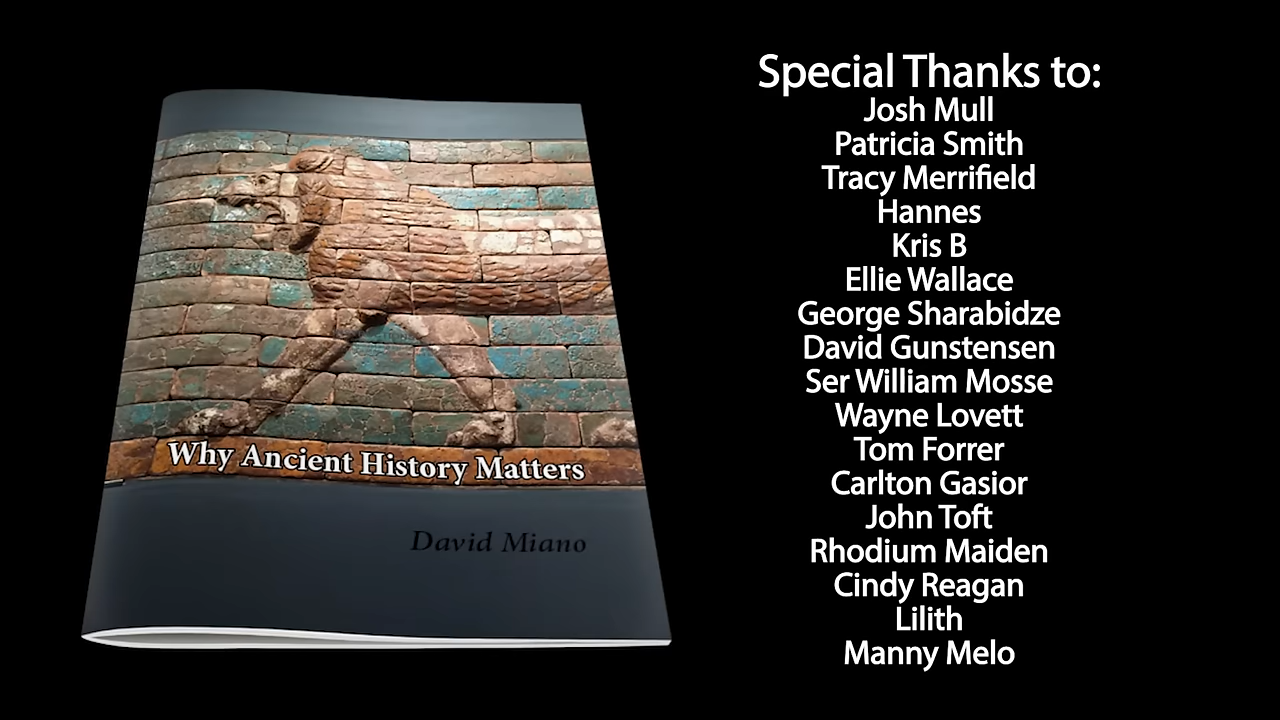 Why Ancient History Matters
David Miano
Special Thanks to:
Josh Mull
Patricia Smith
Tracy Merrifield
Hannes
Kris B
Ellie Wallace
George Sharabidze
David Gunstensen
Ser William Mosse
Wayne Lovett
Tom Forrer
Carlton Gasior
John Toft
Rhodium Maiden
Cindy Reagan
Lilith
Manny Melo